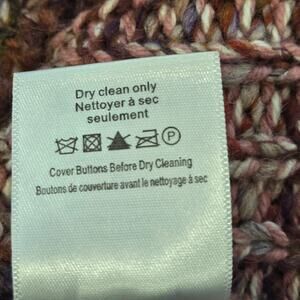 Dry clean only
Nettoyer à sec
seulement
P
Cover Buttons Before Dry Cleaning
Boutons de couverture avant le nettoyage à sec